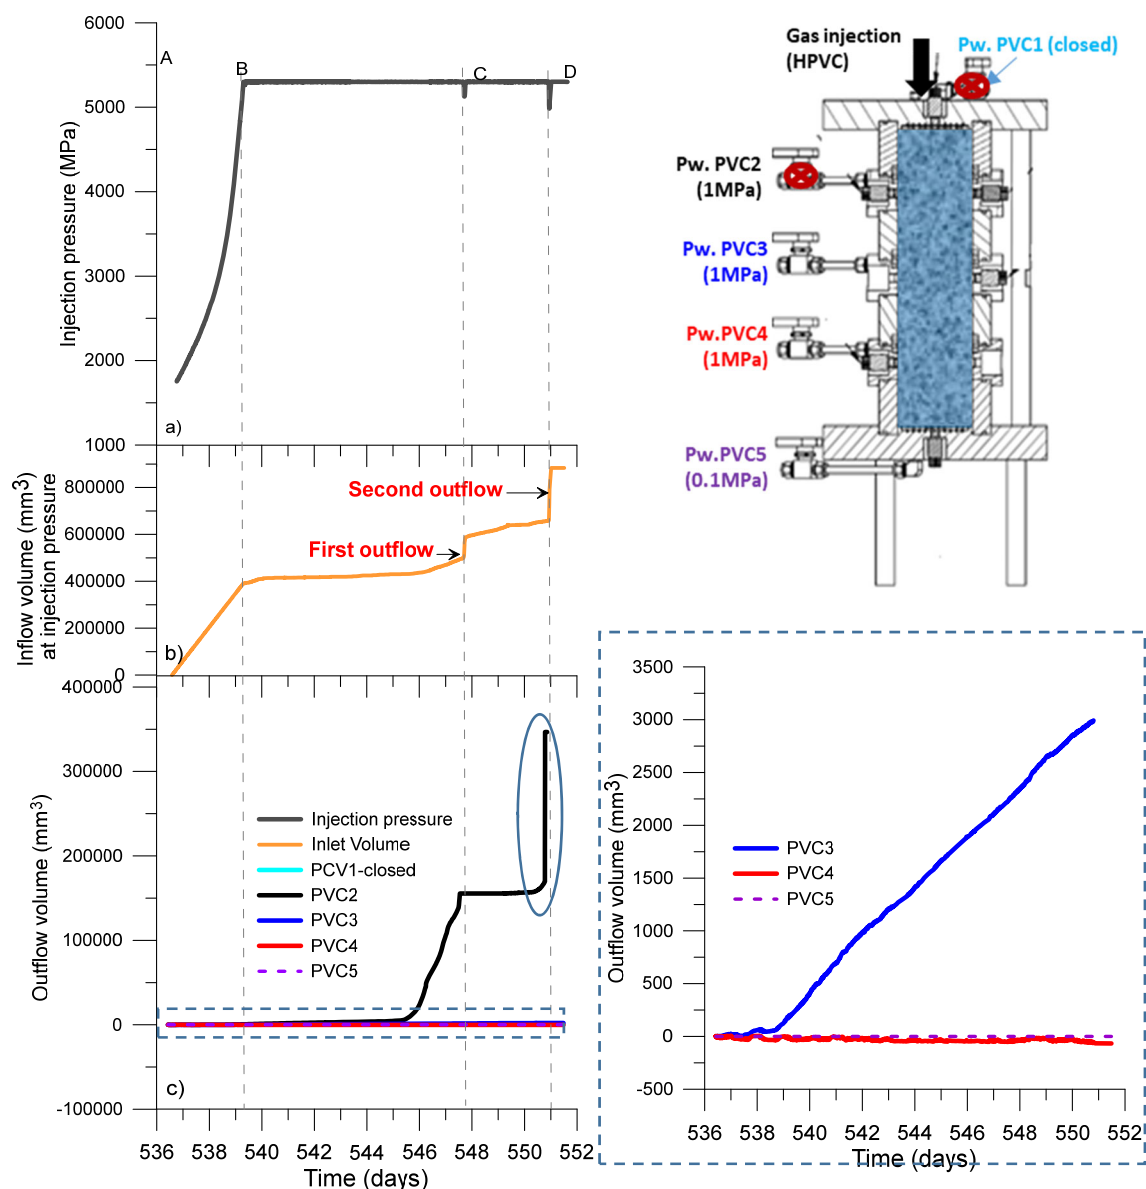 6000
5000
4000
3000
2000
Injection pressure (MPa)
A
B
C
D
a)
1000
800000
600000
400000
200000
0
Inflow volume (mm3)
at injection pressure
Second outflow
First outflow
b)
400000
300000
200000
100000
0
-100000
Outflow volume (mm3)
Injection pressure
Inlet Volume
PCV1-closed
PVC2
PVC3
PVC4
PVC5
c)
536 538 540 542 544 546 548 550 552
Time (days)
Gas injection
(HPVC)
Pw. PVC1 (closed)
Pw. PVC2
(1MPa)
Pw. PVC3
(1MPa)
Pw.PVC4
(1MPa)
Pw.PVC5
(0.1MPa)
3500
3000
2500
2000
1500
1000
500
0
-500
Outflow volume (mm3)
PVC3
PVC4
PVC5
536 538 540 542 544 546 548 550 552
Time (days)